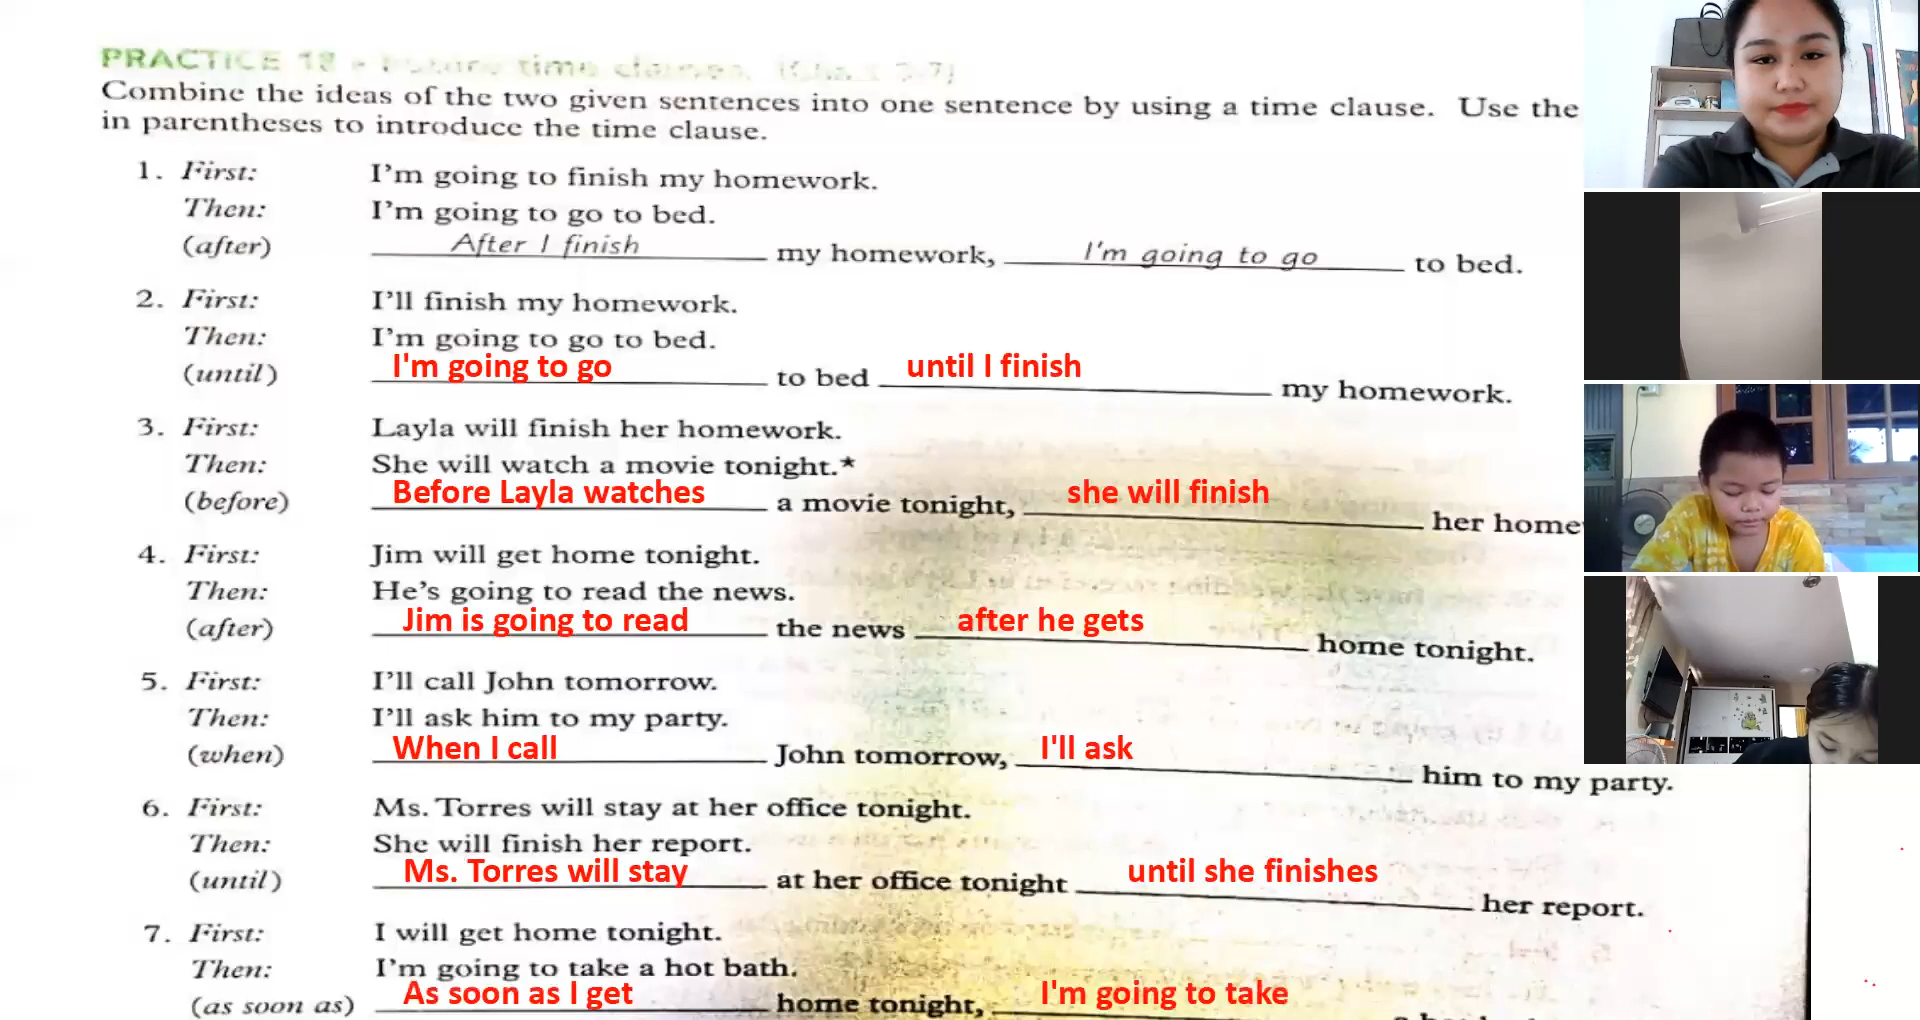 PRACTICE 18 time clauses.
Combine the ideas of the two given sentences into one sentence by using a time clause. Use the
in parentheses to introduce the time clause.
1. First: I'm going to finish my homework.
Then: I'm going to go to bed.
(after) After I finish my homework, I'm going to go to bed.
2. First: I'll finish my homework.
Then: I'm going to go to bed.
(until) I'm going to go to bed until I finish my homework.
3. First: Layla will finish her homework.
Then: She will watch a movie tonight.*
(before) Before Layla watches a movie tonight, she will finish her home
4. First: Jim will get home tonight.
Then: He's going to read the news.
(after) Jim is going to read the news after he gets home tonight.
5. First: I'll call John tomorrow.
Then: I'll ask him to my party.
(when) When I call John tomorrow, I'll ask him to my party.
6. First: Ms. Torres will stay at her office tonight.
Then: She will finish her report.
(until) Ms. Torres will stay at her office tonight until she finishes her report.
7. First: I will get home tonight.
Then: I'm going to take a hot bath.
(as soon as) As soon as I get home tonight, I'm going to take